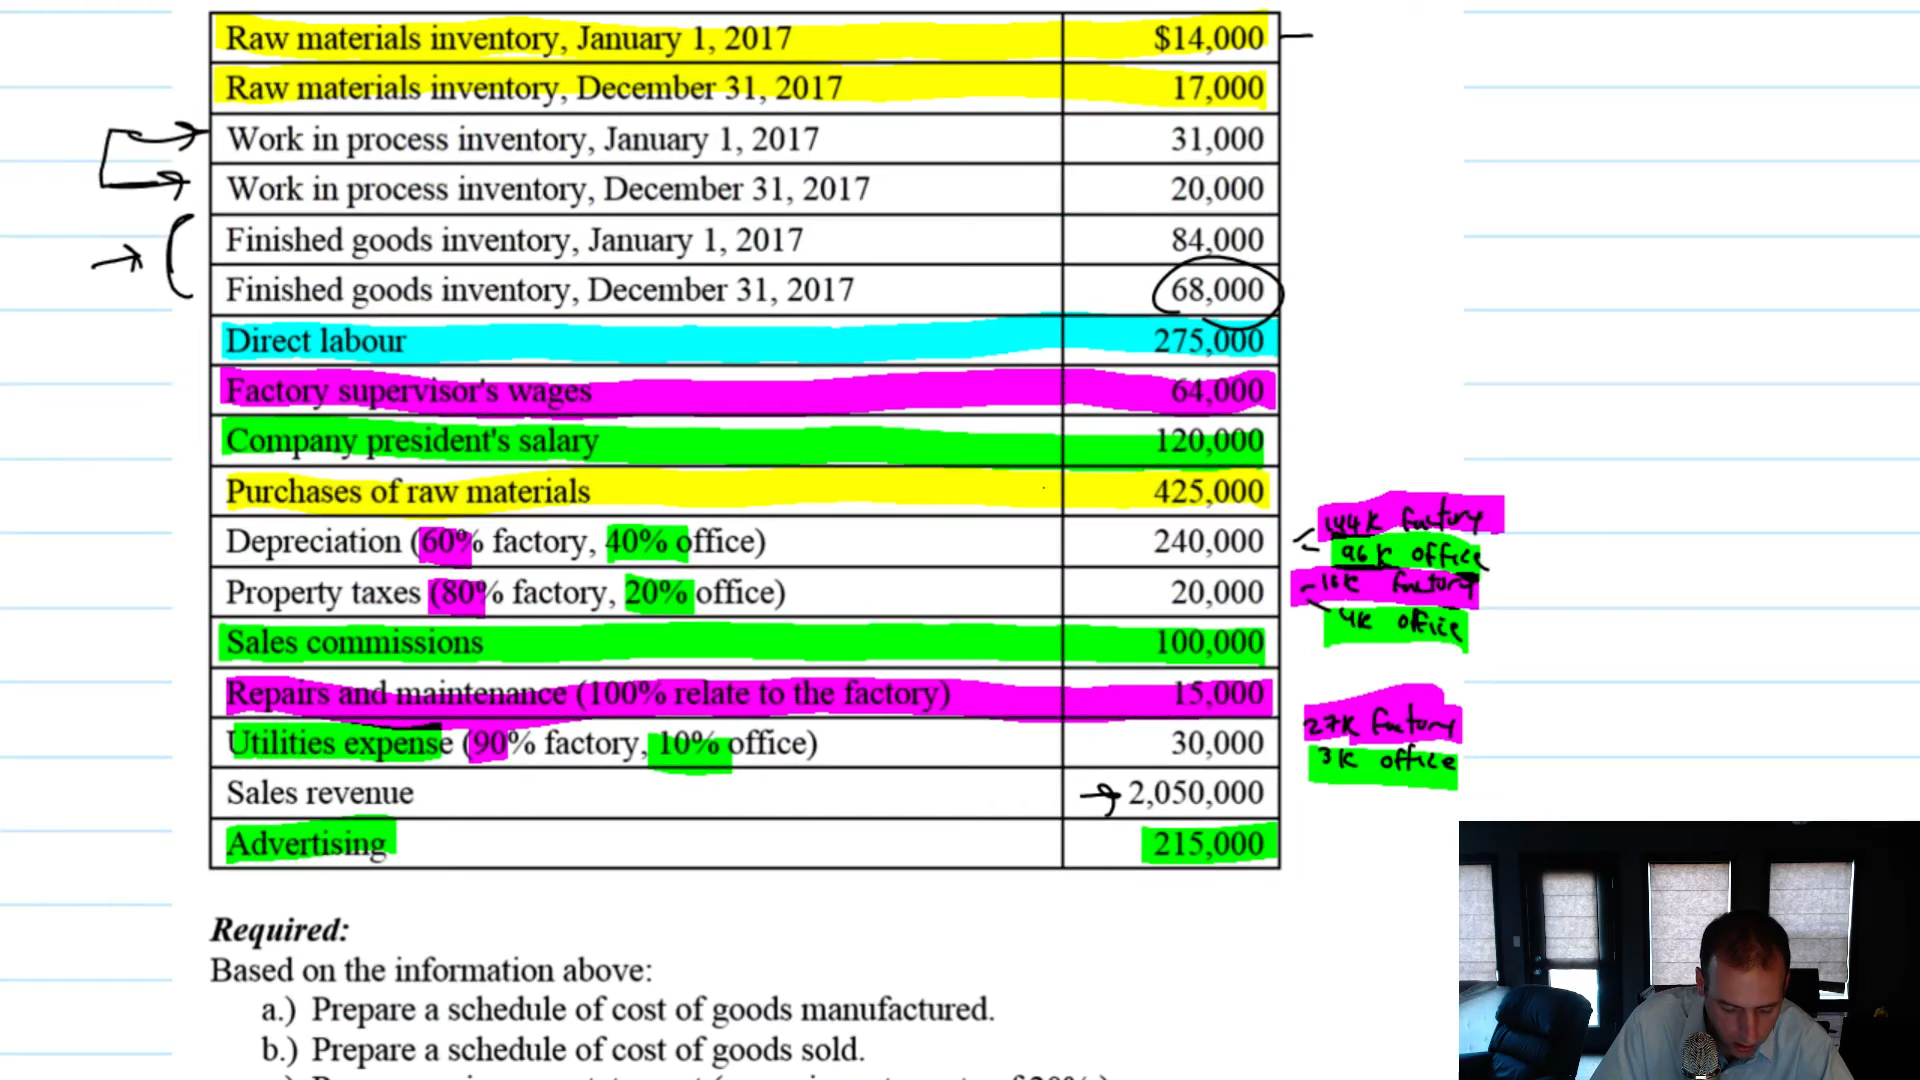 Raw materials inventory, January 1, 2017 $14,000
Raw materials inventory, December 31, 2017 17,000
Work in process inventory, January 1, 2017 31,000
Work in process inventory, December 31, 2017 20,000
Finished goods inventory, January 1, 2017 84,000
Finished goods inventory, December 31, 2017 68,000
Direct labour 275,000
Factory supervisor's wages 64,000
Company president's salary 120,000
Purchases of raw materials 425,000
Depreciation (60% factory, 40% office) 240,000
144K factory
96K office
Property taxes (80% factory, 20% office) 20,000
16K factory
4K office
Sales commissions 100,000
Repairs and maintenance (100% relate to the factory) 15,000
Utilities expense (90% factory, 10% office) 30,000
27K factory
3K office
Sales revenue 2,050,000
Advertising 215,000
Required:
Based on the information above:
a.) Prepare a schedule of cost of goods manufactured.
b.) Prepare a schedule of cost of goods sold.